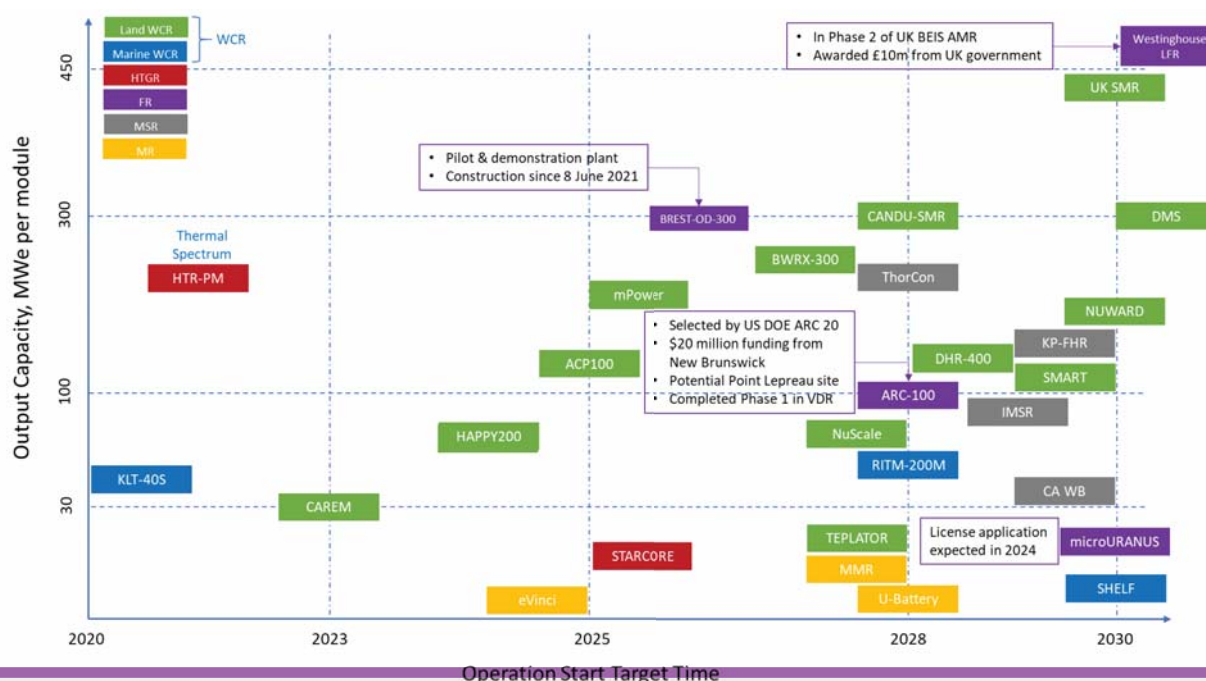 Land WCR
Marine WCR
WCR
HTGR
FR
MSR
MR
• In Phase 2 of UK BEIS AMR
• Awarded £10m from UK government
Westinghouse
LFR
450
UK SMR
• Pilot & demonstration plant
• Construction since 8 June 2021
Output Capacity, MWe per module
300
BREST-OD-300
CANDU-SMR
DMS
Thermal
Spectrum
HTR-PM
BWRX-300
ThorCon
mPower
NUWARD
• Selected by US DOE ARC 20
• $20 million funding from
New Brunswick
• Potential Point Lepreau site
• Completed Phase 1 in VDR
KP-FHR
DHR-400
ACP100
SMART
100
ARC-100
IMSR
HAPPY200
NuScale
KLT-40S
RITM-200M
CA WB
30
CAREM
TEPLATOR
License application
expected in 2024
microURANUS
STARCORE
MMR
SHELF
eVinci
U-Battery
2020
2023
2025
2028
2030
Operation Start Target Time